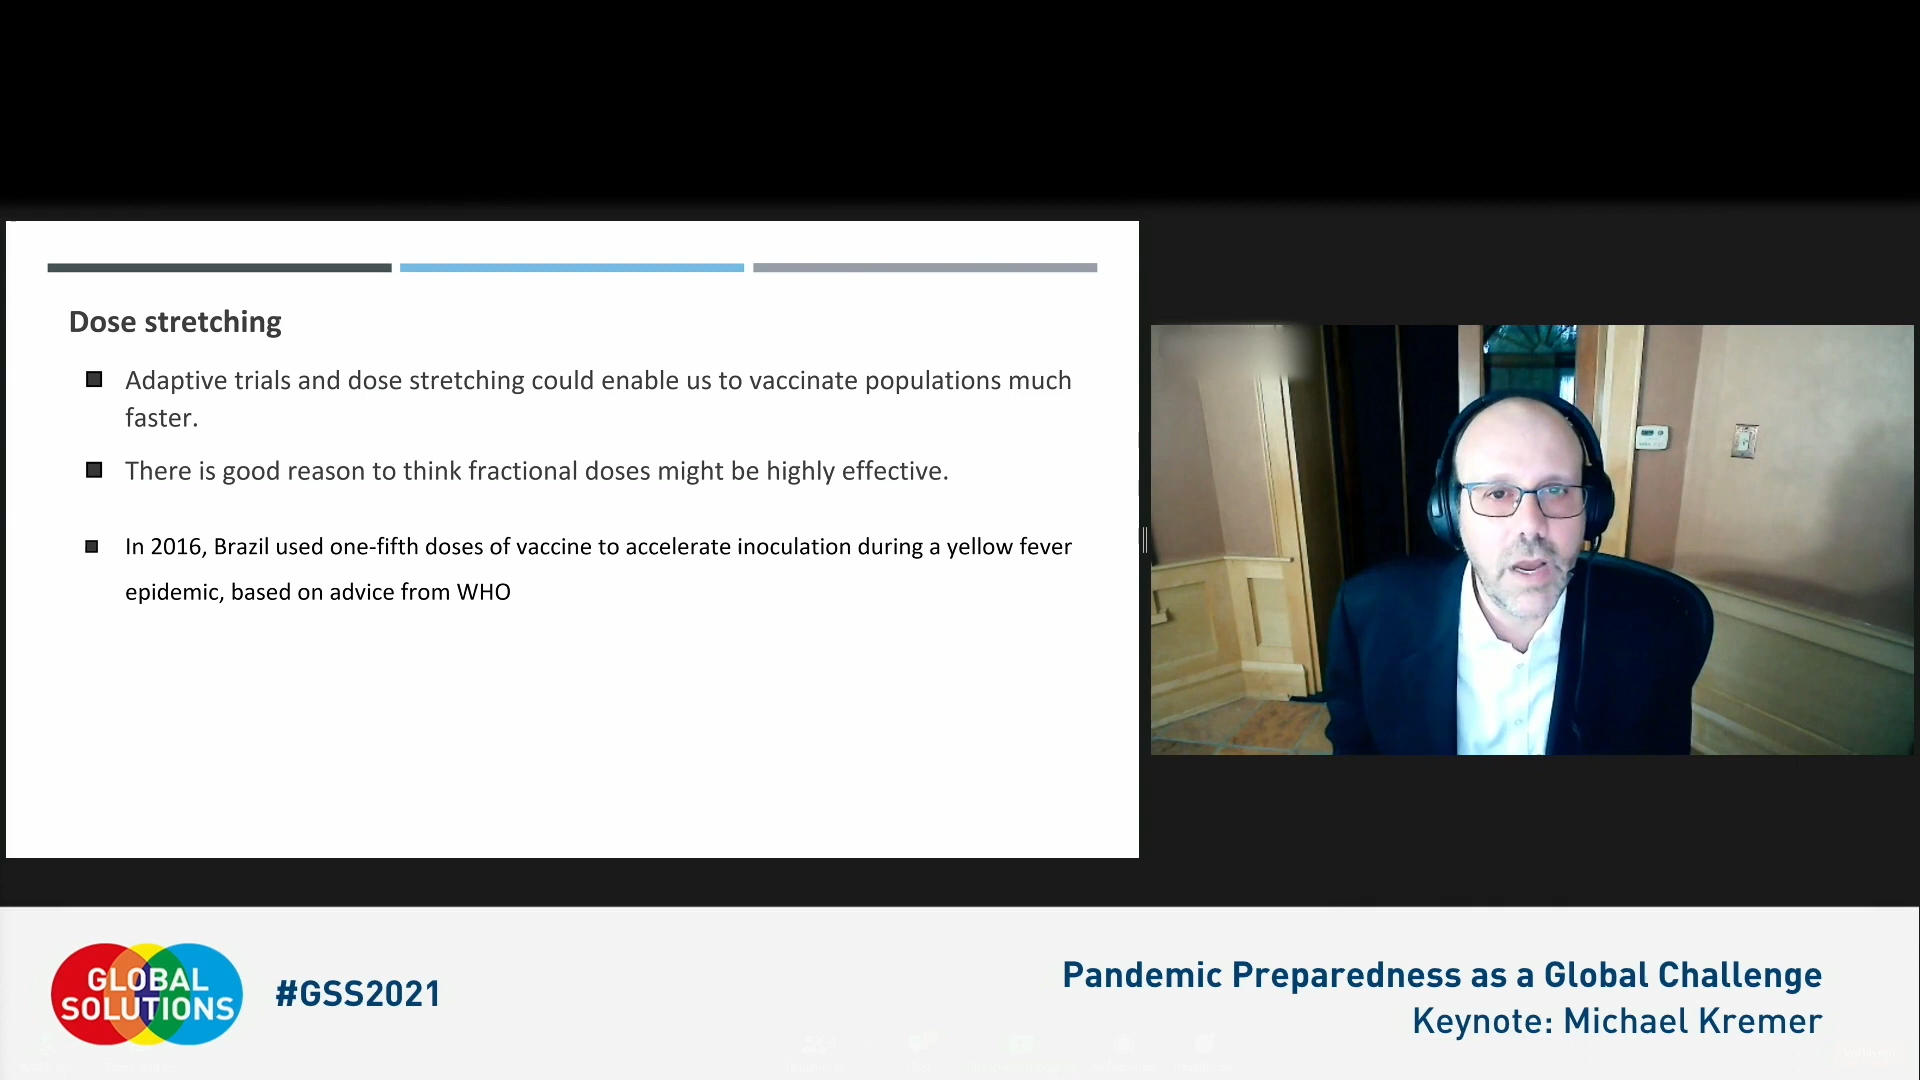 Dose stretching
Adaptive trials and dose stretching could enable us to vaccinate populations much
faster.
There is good reason to think fractional doses might be highly effective.
In 2016, Brazil used one-fifth doses of vaccine to accelerate inoculation during a yellow fever
epidemic, based on advice from WHO
GLOBAL
SOLUTIONS
#GSS2021
Pandemic Preparedness as a Global Challenge
Keynote: Michael Kremer